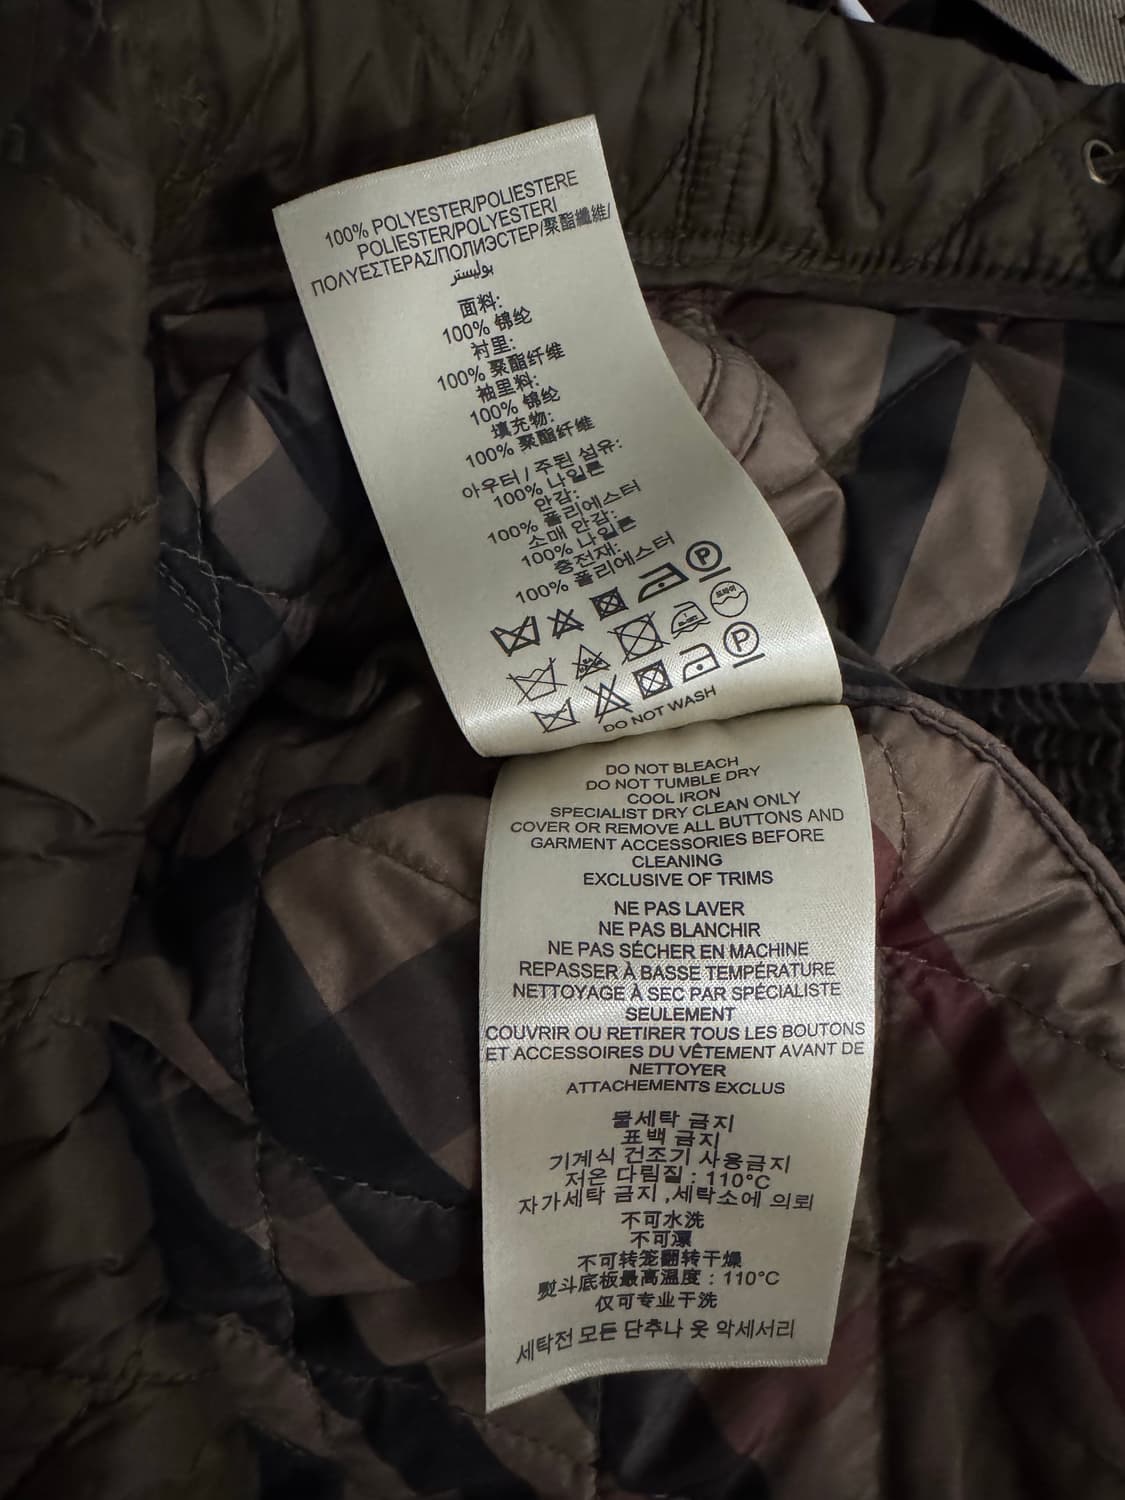 100% POLYESTER/POLIESTERE
POLIESTER/POLYESTERI
ΠΟΛΥΕΣΤΕΡΑΣ/ПОЛИЭСТЕР/聚酯纖維/
بوليستر
面料:
100% 锦纶
衬里:
100% 聚酯纤维
袖里料:
100% 锦纶
填充物:
100% 聚酯纤维
아우터 / 주된 섬유:
100% 나일론
안감:
100% 폴리에스터
소매 안감:
100% 나일론
충전재:
100% 폴리에스터
P
드라이
P
DO NOT WASH
DO NOT BLEACH
DO NOT TUMBLE DRY
COOL IRON
SPECIALIST DRY CLEAN ONLY
COVER OR REMOVE ALL BUTTONS AND
GARMENT ACCESSORIES BEFORE
CLEANING
EXCLUSIVE OF TRIMS
NE PAS LAVER
NE PAS BLANCHIR
NE PAS SÉCHER EN MACHINE
REPASSER À BASSE TEMPÉRATURE
NETTOYAGE À SEC PAR SPÉCIALISTE
SEULEMENT
COUVRIR OU RETIRER TOUS LES BOUTONS
ET ACCESSOIRES DU VÊTEMENT AVANT DE
NETTOYER
ATTACHEMENTS EXCLUS
물세탁 금지
표백 금지
기계식 건조기 사용금지
저온 다림질 : 110°C
자가세탁 금지 ,세탁소에 의뢰
不可水洗
不可漂
不可转笼翻转干燥
熨斗底板最高温度 : 110°C
仅可专业干洗
세탁전 모든 단추나 옷 악세서리